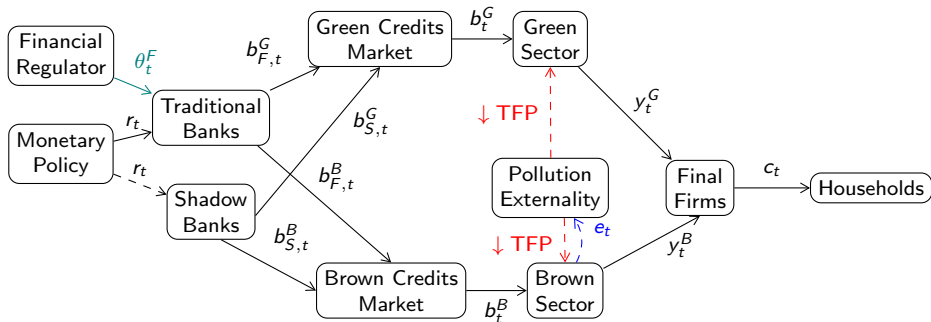 Financial
Regulator
θ_t^F
Monetary
Policy
r_t
r_t
Traditional
Banks
Shadow
Banks
b_{F,t}^G
b_{S,t}^G
b_{F,t}^B
b_{S,t}^B
Green Credits
Market
Brown Credits
Market
b_t^G
b_t^B
Green
Sector
↓ TFP
Pollution
Externality
↓ TFP
e_t
Brown
Sector
y_t^G
y_t^B
Final
Firms
c_t
Households